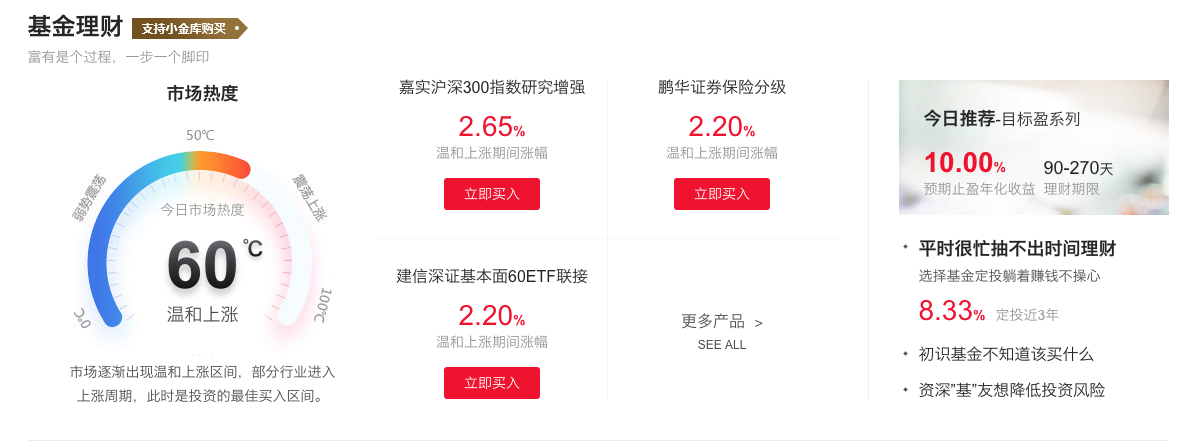 基金理财
支持小金库购买
富有是个过程，一步一个脚印
市场热度
50℃
弱势震荡
震荡上涨
今日市场热度
60℃
温和上涨
0℃
100℃
市场逐渐出现温和上涨区间，部分行业进入
上涨周期，此时是投资的最佳买入区间。
嘉实沪深300指数研究增强
2.65%
温和上涨期间涨幅
立即买入
鹏华证券保险分级
2.20%
温和上涨期间涨幅
立即买入
建信深证基本面60ETF联接
2.20%
温和上涨期间涨幅
立即买入
更多产品 >
SEE ALL
今日推荐-目标盈系列
10.00% 90-270天
预期止盈年化收益 理财期限
平时很忙抽不出时间理财
选择基金定投躺着赚钱不操心
8.33% 定投近3年
初识基金不知道该买什么
资深”基”友想降低投资风险